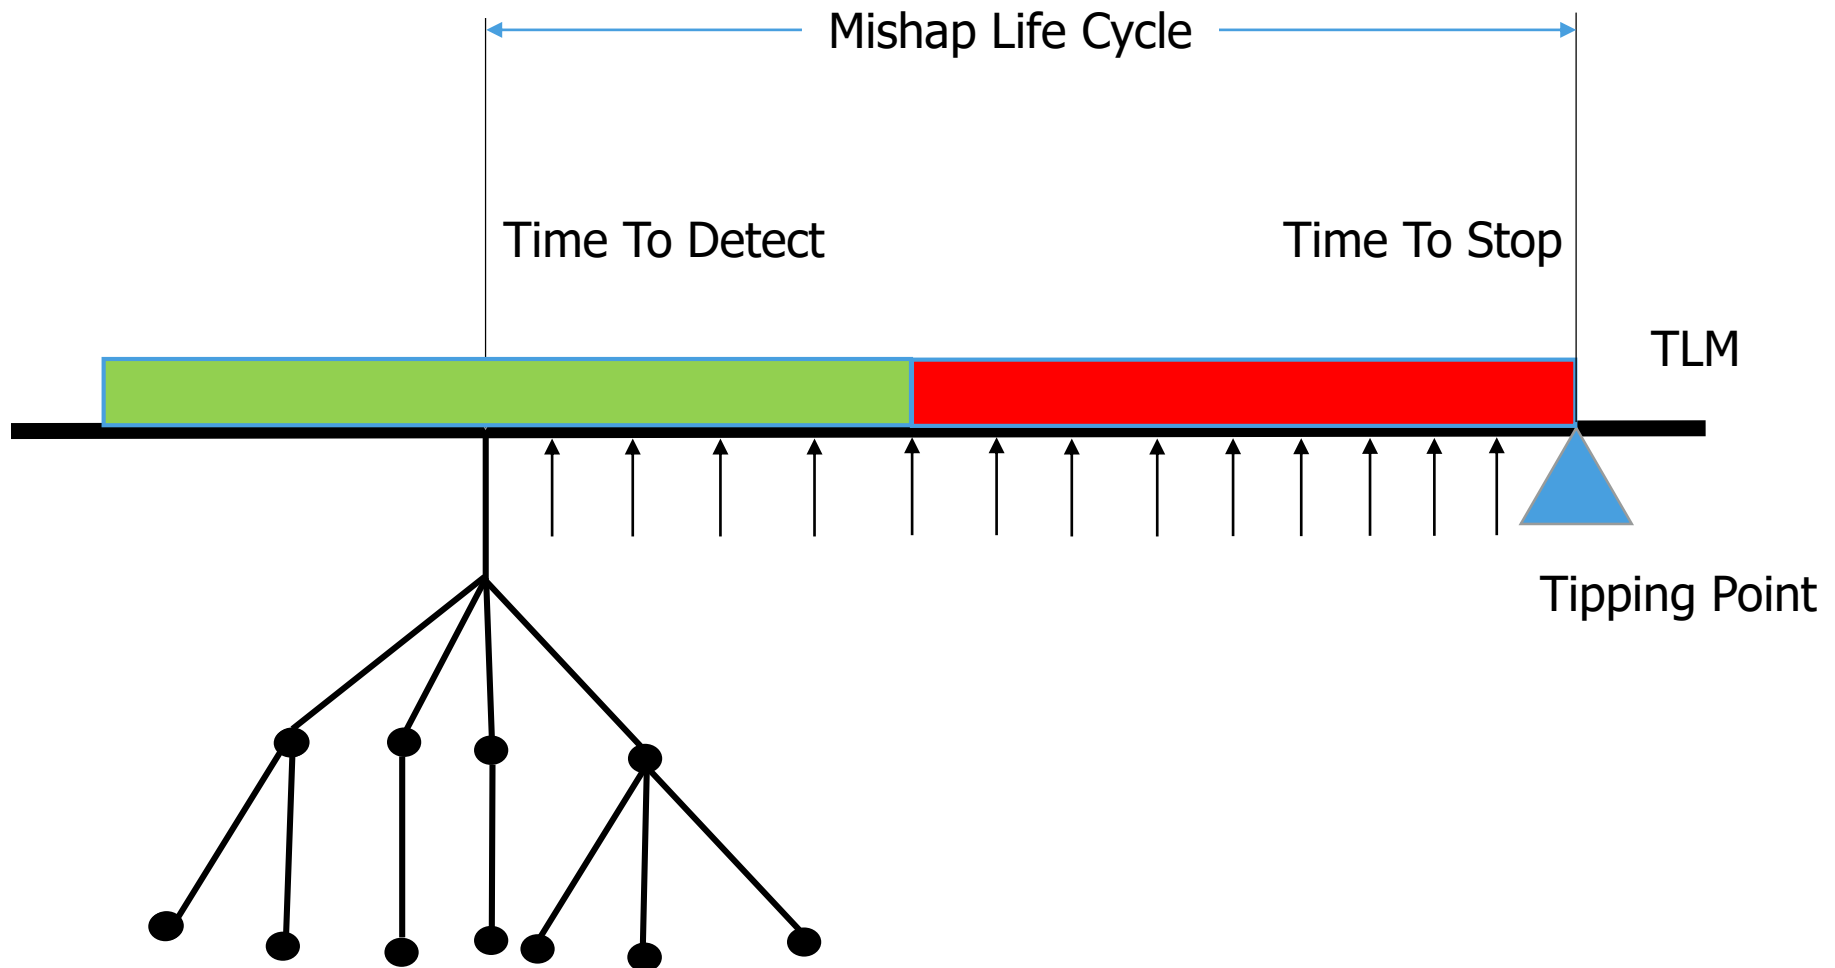 Mishap Life Cycle
Time To Detect
Time To Stop
TLM
Tipping Point